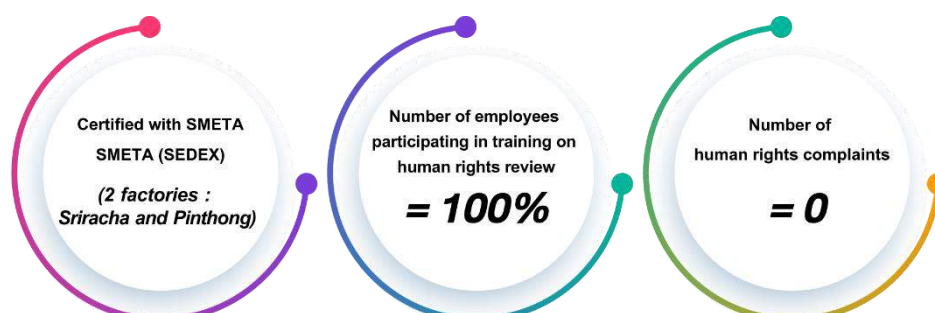 Certified with SMETA
SMETA (SEDEX)
(2 factories :
Sriracha and Pinthong)
Number of employees
participating in training on
human rights review
= 100%
Number of
human rights complaints
= 0